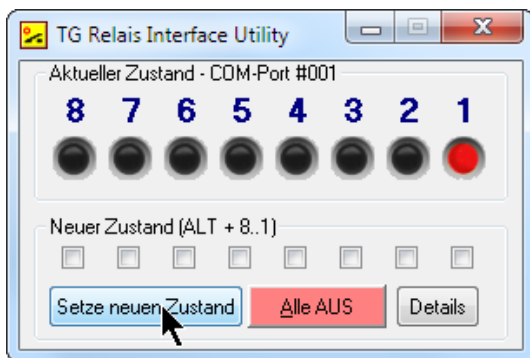 TG Relais Interface Utility
Aktueller Zustand - COM-Port #001
8 7 6 5 4 3 2 1
Neuer Zustand (ALT + 8..1)
Setze neuen Zustand Alle AUS Details